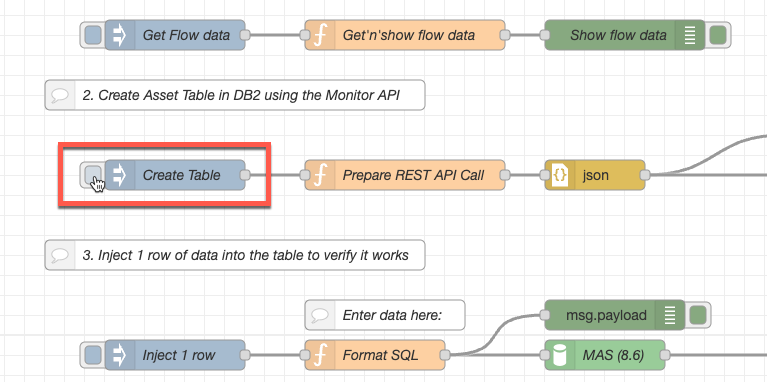 Get Flow data
Get'n'show flow data
Show flow data
2. Create Asset Table in DB2 using the Monitor API
Create Table
Prepare REST API Call
json
3. Inject 1 row of data into the table to verify it works
Enter data here:
msg.payload
Inject 1 row
Format SQL
MAS (8.6)